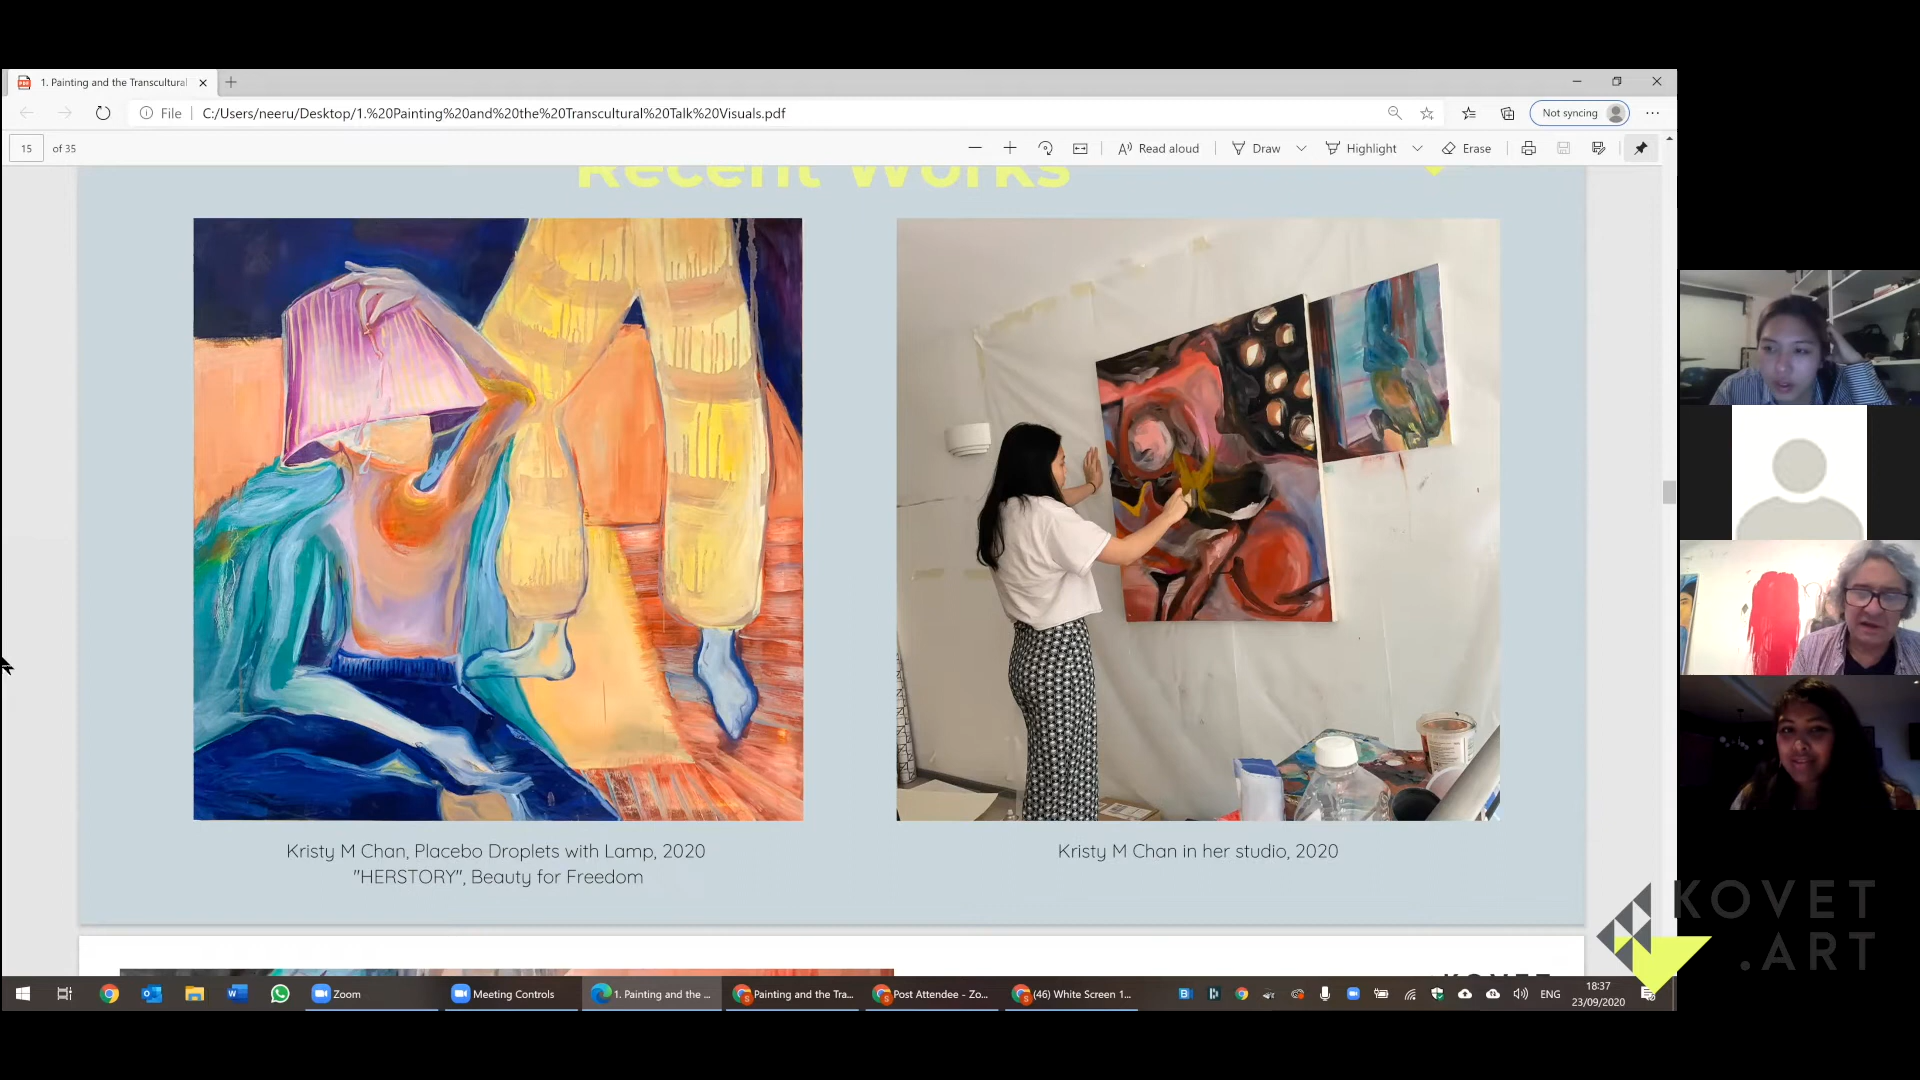 1. Painting and the Transcultural
File
C:/Users/neeru/Desktop/1.%20Painting%20and%20the%20Transcultural%20Talk%20Visuals.pdf
Not syncing
15 of 35
Read aloud
Draw
Highlight
Erase
Recent Works
Kristy M Chan, Placebo Droplets with Lamp, 2020
"HERSTORY", Beauty for Freedom
Kristy M Chan in her studio, 2020
KOVET
.ART
KOVET
Zoom
Meeting Controls
1. Painting and the ...
Painting and the Tra...
Post Attendee - Zo...
(46) White Screen 1...
ENG
18:37
23/09/2020